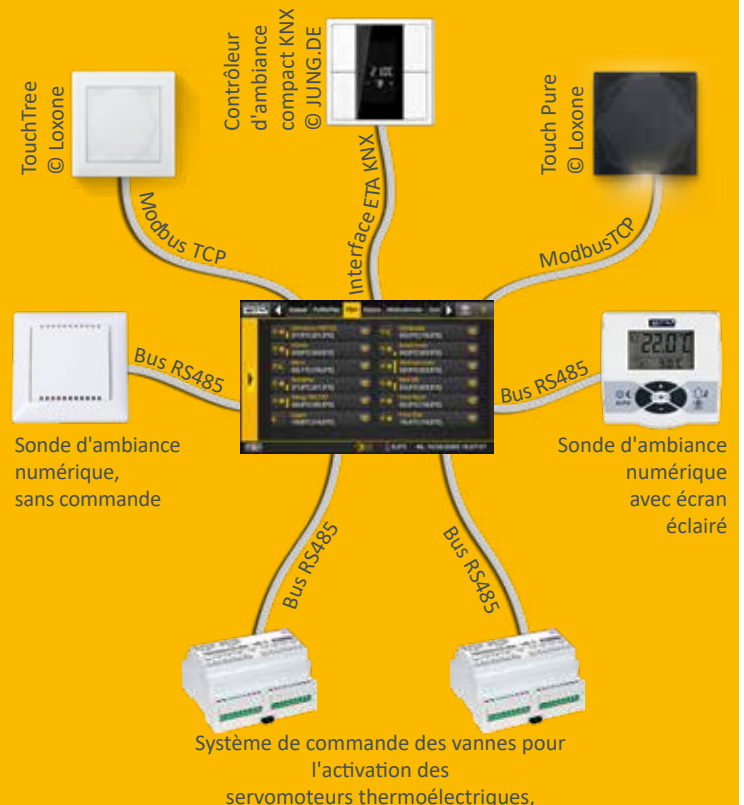 TouchTree
© Loxone
Contrôleur
d'ambiance
compact KNX
© JUNG.DE
Touch Pure
© Loxone
Modbus TCP
Interface ETA KNX
ModbusTCP
Bus RS485
Bus RS485
22.0°C
Sonde d'ambiance
numérique,
sans commande
Sonde d'ambiance
numérique
avec écran
éclairé
Bus RS485
Bus RS485
Système de commande des vannes pour
l'activation des
servomoteurs thermoélectriques,